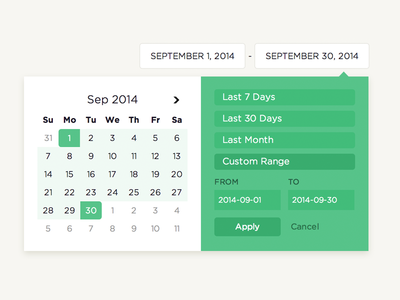 SEPTEMBER 1, 2014 - SEPTEMBER 30, 2014
Sep 2014 >
Su Mo Tu We Th Fr Sa
31 1 2 3 4 5 6
7 8 9 10 11 12 13
14 15 16 17 18 19 20
21 22 23 24 25 26 27
28 29 30 1 2 3 4
5 6 7 8 9 10 11
Last 7 Days
Last 30 Days
Last Month
Custom Range
FROM TO
2014-09-01 2014-09-30
Apply Cancel